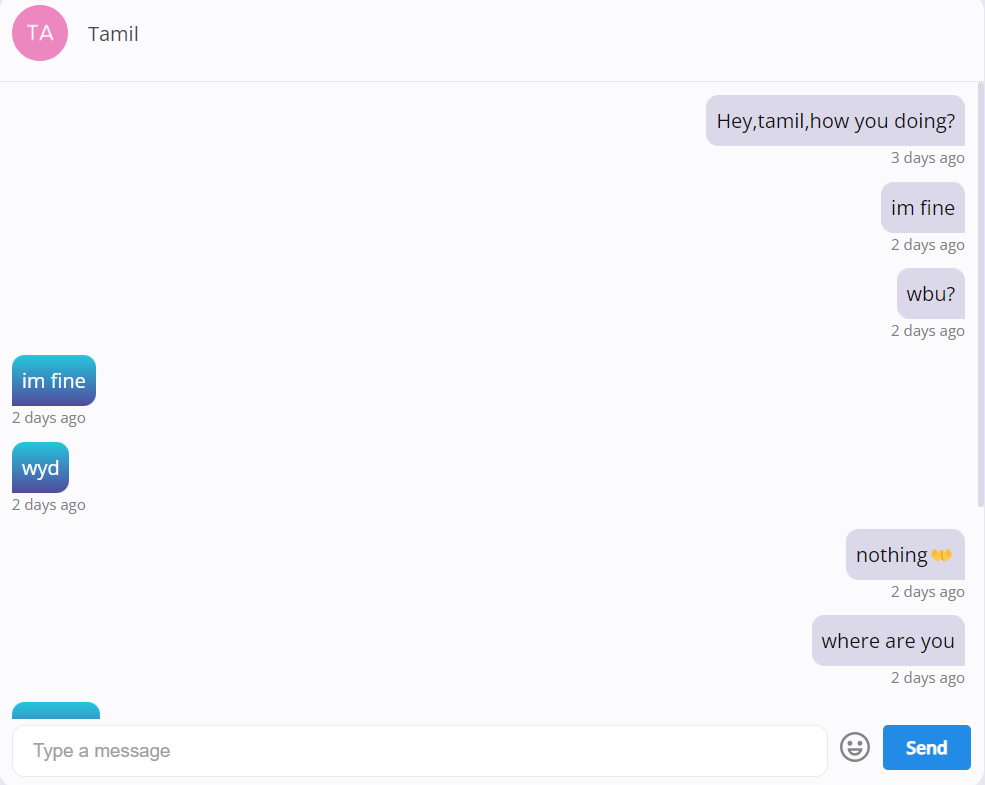 TA
Tamil
Hey,tamil,how you doing?
3 days ago
im fine
2 days ago
wbu?
2 days ago
im fine
2 days ago
wyd
2 days ago
nothing👐
2 days ago
where are you
2 days ago
Type a message
Send